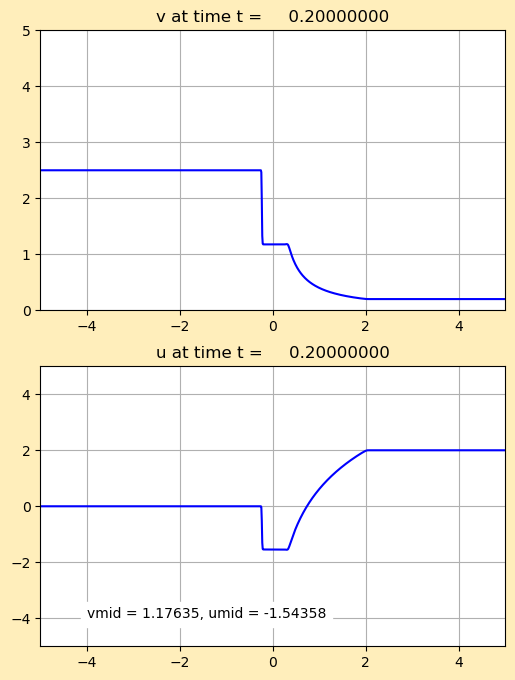 v at time t = 0.20000000
5
4
3
2
1
0
−4 −2 0 2 4
u at time t = 0.20000000
4
2
0
−2
−4
vmid = 1.17635, umid = -1.54358
−4 −2 0 2 4